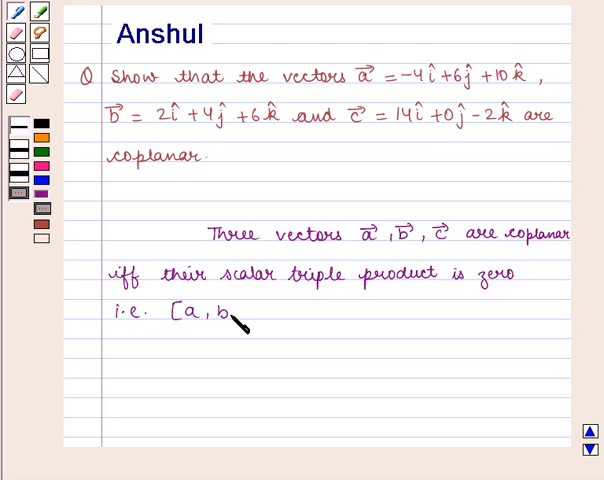 Anshul
Q Show that the vectors a⃗ = -4î + 6ĵ + 10k̂ ,
b⃗ = 2î + 4ĵ + 6k̂ and c⃗ = 14î + 0ĵ - 2k̂ are
coplanar.
Three vectors a⃗ , b⃗ , c⃗ are coplanar
iff their scalar triple product is zero
i.e. [a , b